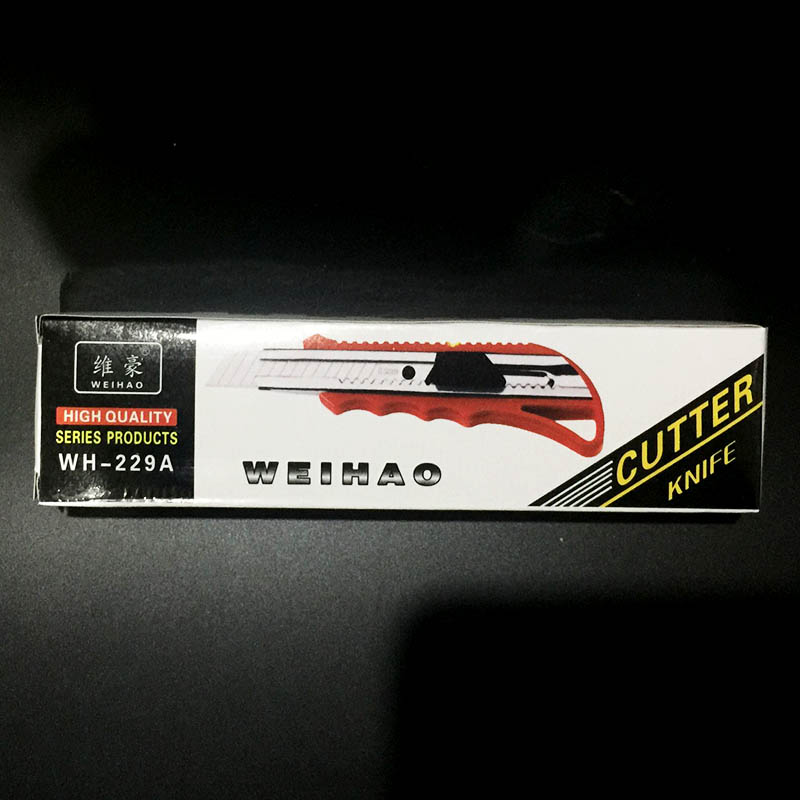 维豪
WEIHAO
HIGH QUALITY
SERIES PRODUCTS
WH-229A
WEIHAO
CUTTER
KNIFE